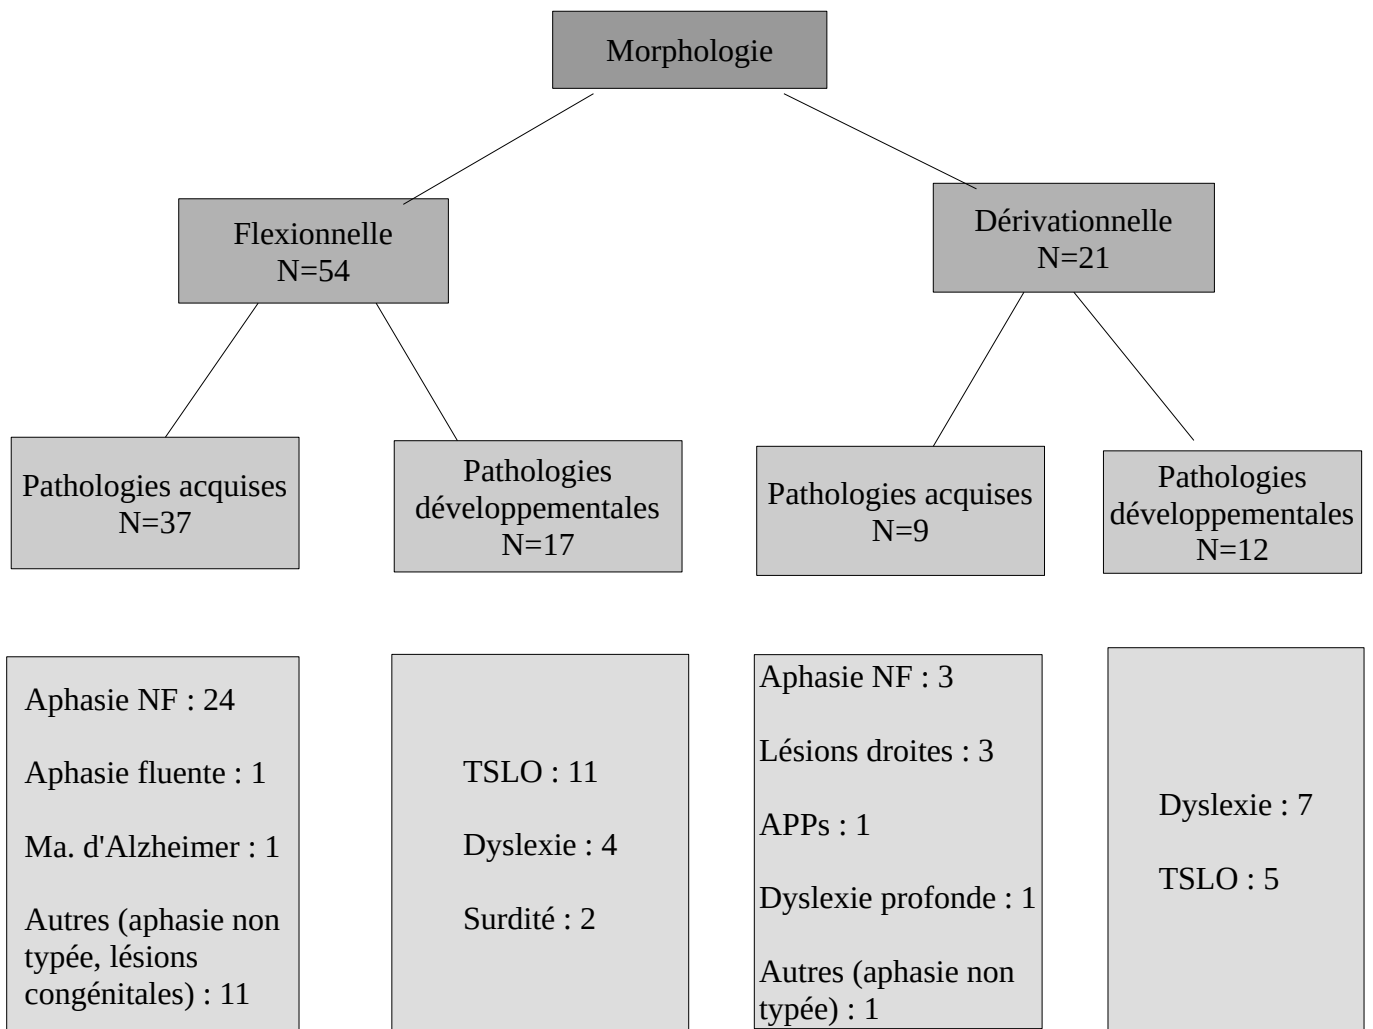 Morphologie
Flexionnelle
N=54
Dérivationnelle
N=21
Pathologies acquises
N=37
Pathologies
développementales
N=17
Pathologies acquises
N=9
Pathologies
développementales
N=12
Aphasie NF : 24
Aphasie fluente : 1
Ma. d'Alzheimer : 1
Autres (aphasie non
typée, lésions
congénitales) : 11
TSLO : 11
Dyslexie : 4
Surdité : 2
Aphasie NF : 3
Lésions droites : 3
APPs : 1
Dyslexie profonde : 1
Autres (aphasie non
typée) : 1
Dyslexie : 7
TSLO : 5